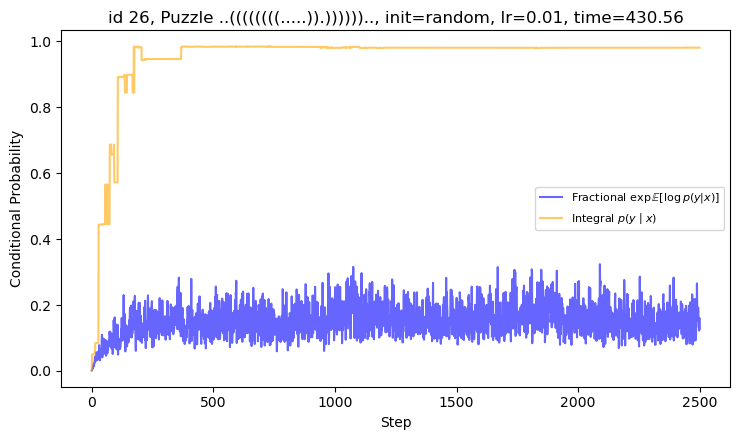 id 26, Puzzle ..((((((((.....)).)))))).., init=random, lr=0.01, time=430.56
Conditional Probability
1.0
0.8
0.6
0.4
0.2
0.0
Fractional exp𝔼[log p(y|x)]
Integral p(y | x)
0 500 1000 1500 2000 2500
Step